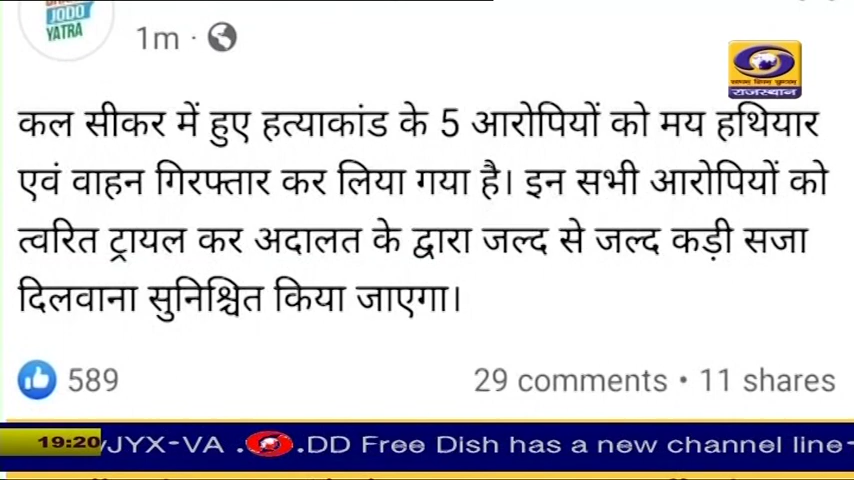 JODO
YATRA
1m ·
राजस्थान
कल सीकर में हुए हत्याकांड के 5 आरोपियों को मय हथियार
एवं वाहन गिरफ्तार कर लिया गया है। इन सभी आरोपियों को
त्वरित ट्रायल कर अदालत के द्वारा जल्द से जल्द कड़ी सजा
दिलवाना सुनिश्चित किया जाएगा।
589 29 comments • 11 shares
19:20 yJYX-VA . .DD Free Dish has a new channel line-